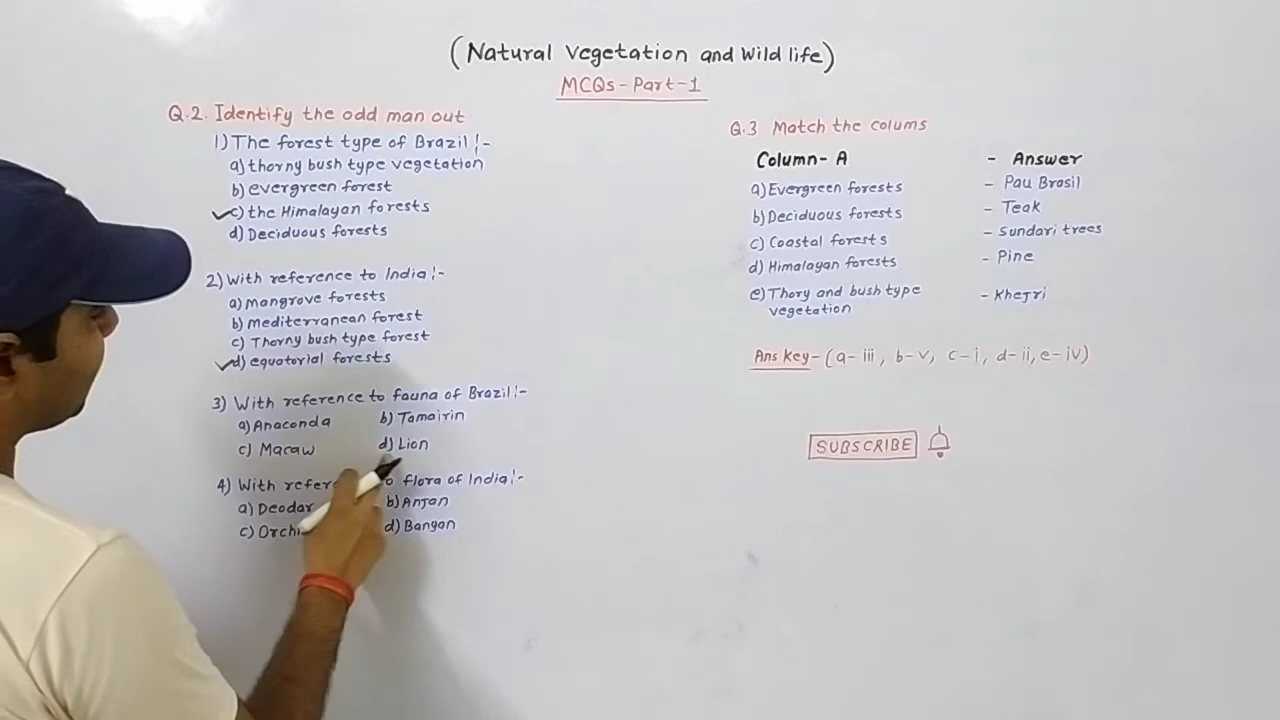 (Natural Vegetation and Wild life)
MCQs-Part-1
Q.2. Identify the odd man out
1) The forest type of Brazil :-
a) thorny bush type vegetation
b) evergreen forest
c) the Himalayan forests
d) Deciduous forests
2) With reference to India :-
a) mangrove forests
b) mediterranean forest
c) Thorny bush type forest
d) equatorial forests
3) With reference to fauna of Brazil :-
a) Anaconda b) Tamairin
c) Macaw d) Lion
4) With flora of India :-
a) Deodar b) Anjan
c) d) Bangan
Q.3 Match the colums
Column-A - Answer
a) Evergreen forests - Pau Brasil
b) Deciduous forests - Teak
c) Coastal forests - Sundari trees
d) Himalayan forests - Pine
e) Thory and bush type - Khejri
vegetation
Ans Key - (a-iii, b-v, c-i, d-ii, e-iv)
SUBSCRIBE